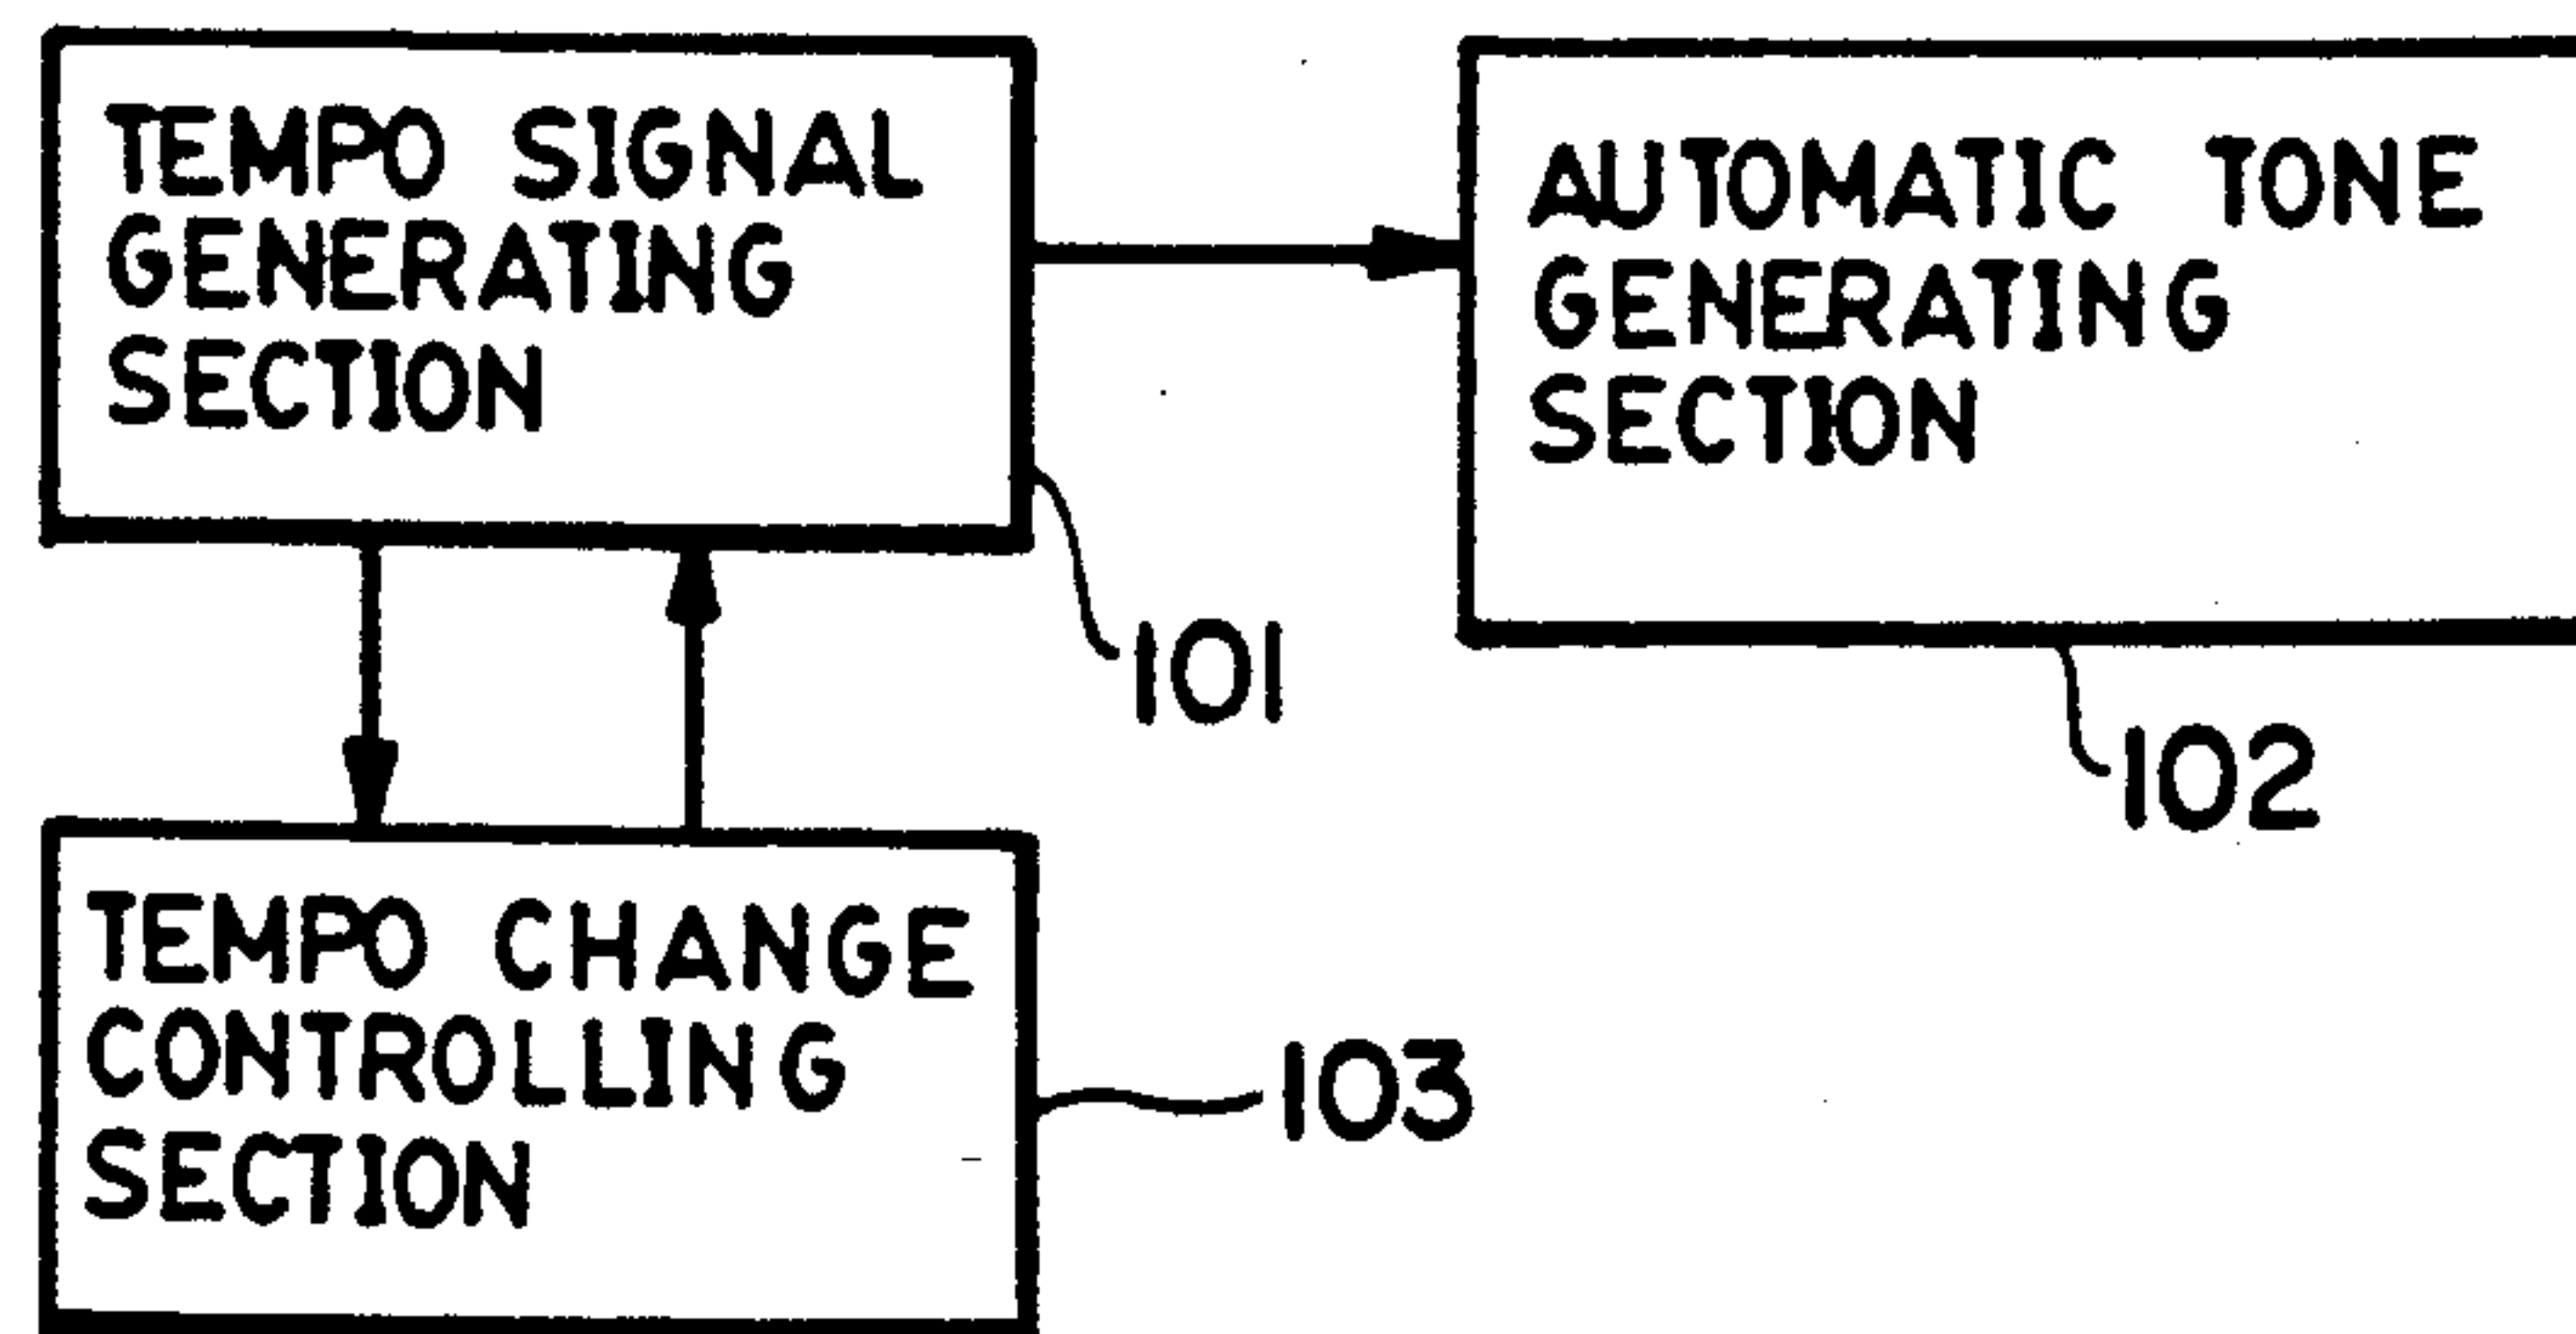 TEMPO SIGNAL
GENERATING
SECTION
AUTOMATIC TONE
GENERATING
SECTION
101
102
TEMPO CHANGE
CONTROLLING
SECTION
103